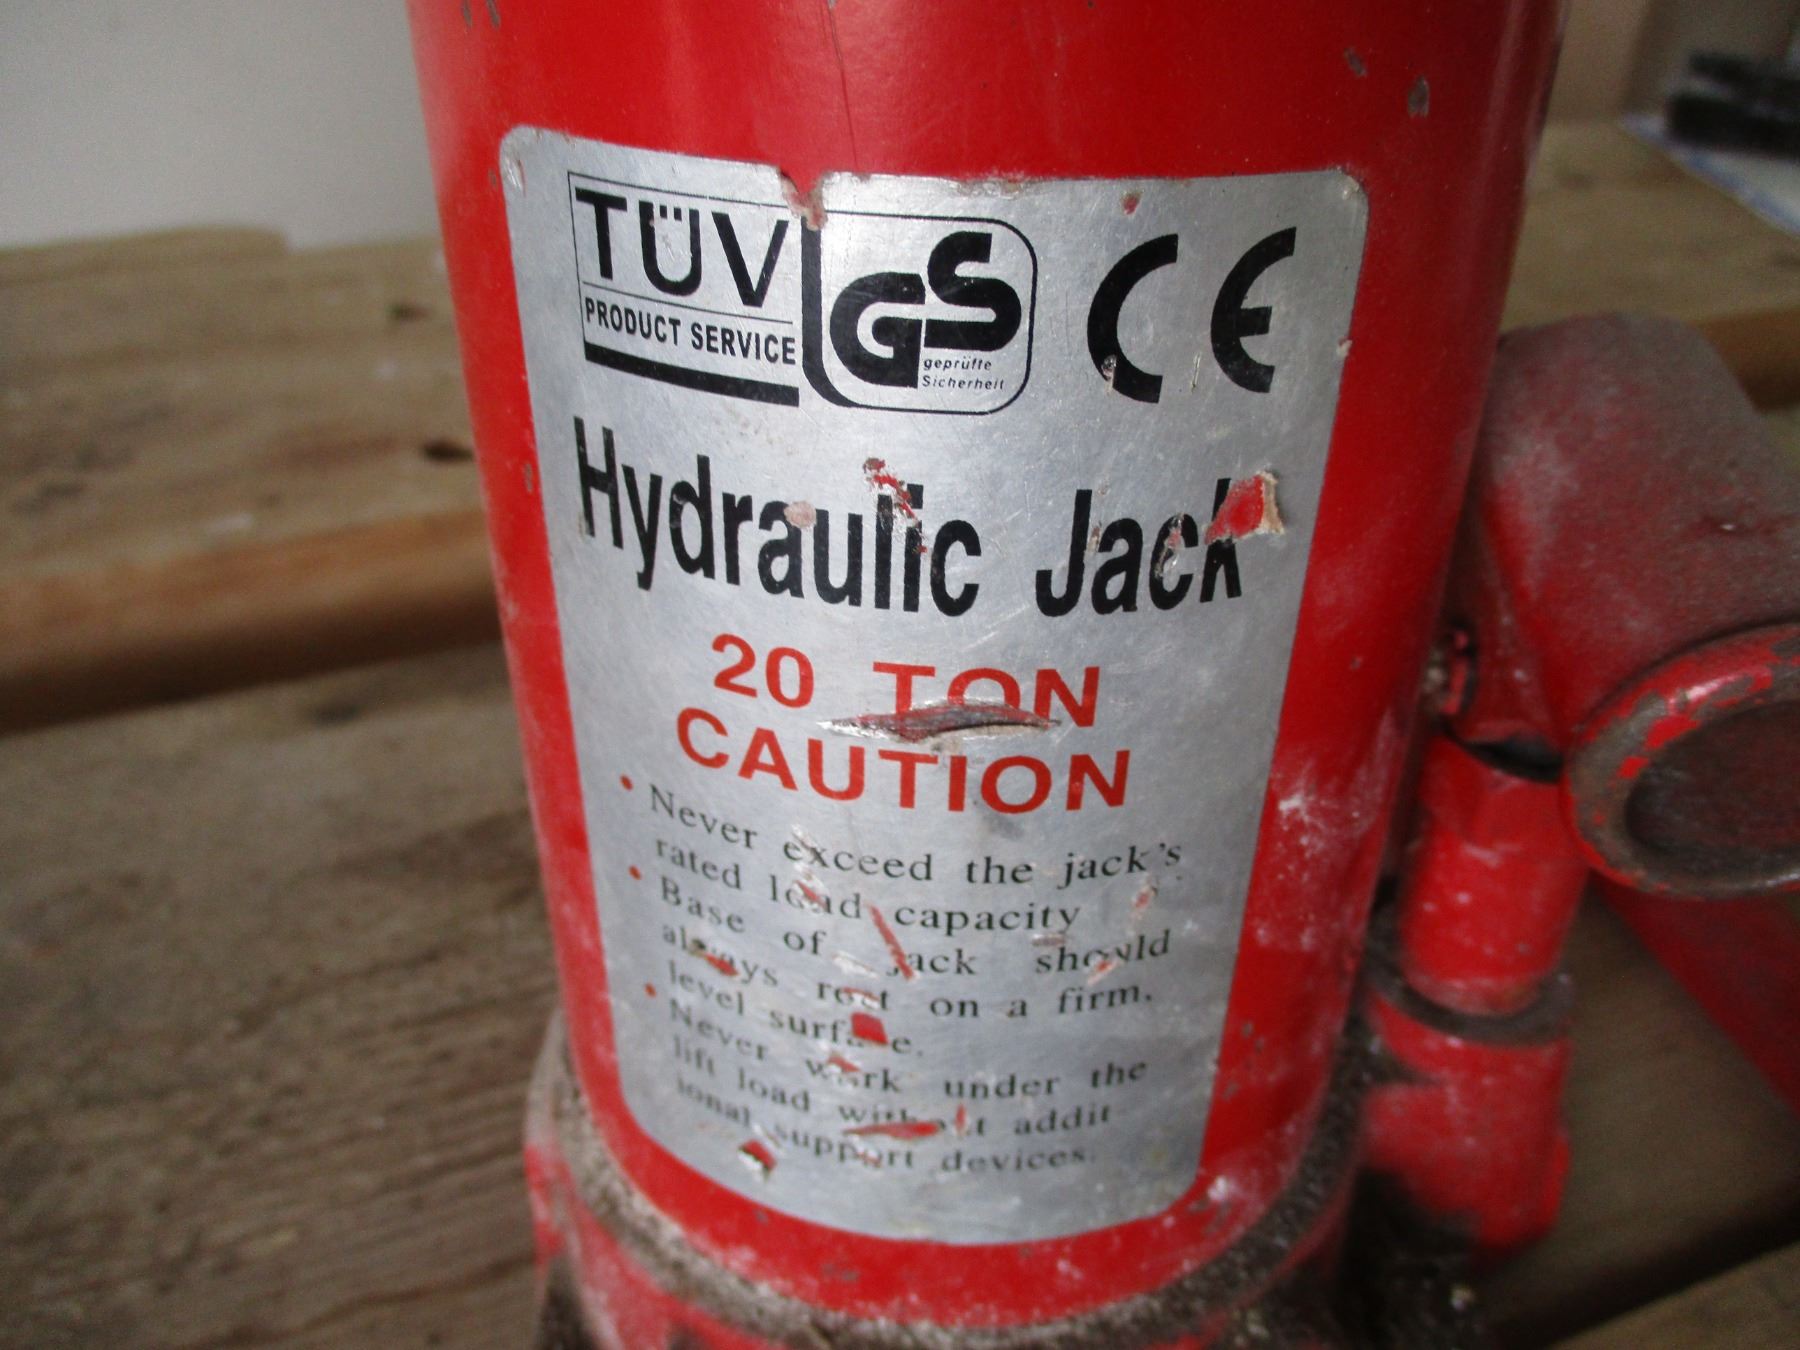 TÜV
PRODUCT SERVICE
GS
geprüfte
Sicherheit
CE
Hydraulic Jack
20 TON
CAUTION
• Never exceed the jack's
rated load capacity
• Base of jack should
always rest on a firm,
level surface.
• Never work under the
lift load without addit
ional support devices.